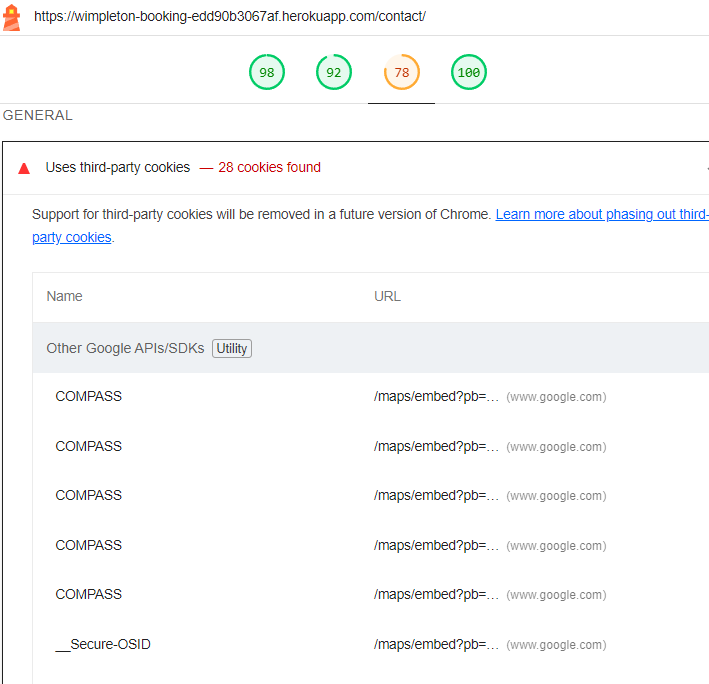 https://wimpleton-booking-edd90b3067af.herokuapp.com/contact/
98 92 78 100
GENERAL
Uses third-party cookies — 28 cookies found
Support for third-party cookies will be removed in a future version of Chrome. Learn more about phasing out third-
party cookies.
Name URL
Other Google APIs/SDKs Utility
COMPASS /maps/embed?pb=… (www.google.com)
COMPASS /maps/embed?pb=… (www.google.com)
COMPASS /maps/embed?pb=… (www.google.com)
COMPASS /maps/embed?pb=… (www.google.com)
COMPASS /maps/embed?pb=… (www.google.com)
__Secure-OSID /maps/embed?pb=… (www.google.com)